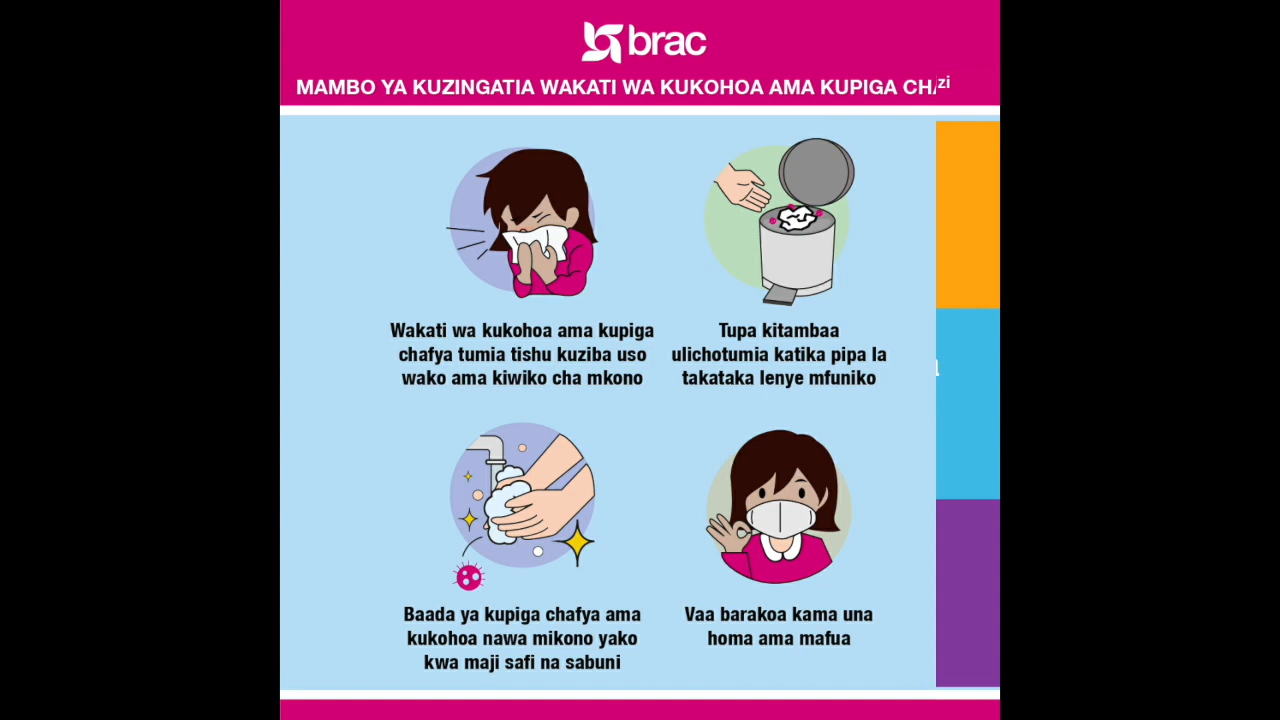 brac
MAMBO YA KUZINGATIA WAKATI WA KUKOHOA AMA KUPIGA
zi
Wakati wa kukohoa ama kupiga
chafya tumia tishu kuziba uso
wako ama kiwiko cha mkono
Tupa kitambaa
ulichotumia katika pipa la
takataka lenye mfuniko
Baada ya kupiga chafya ama
kukohoa nawa mikono yako
kwa maji safi na sabuni
Vaa barakoa kama una
homa ama mafua